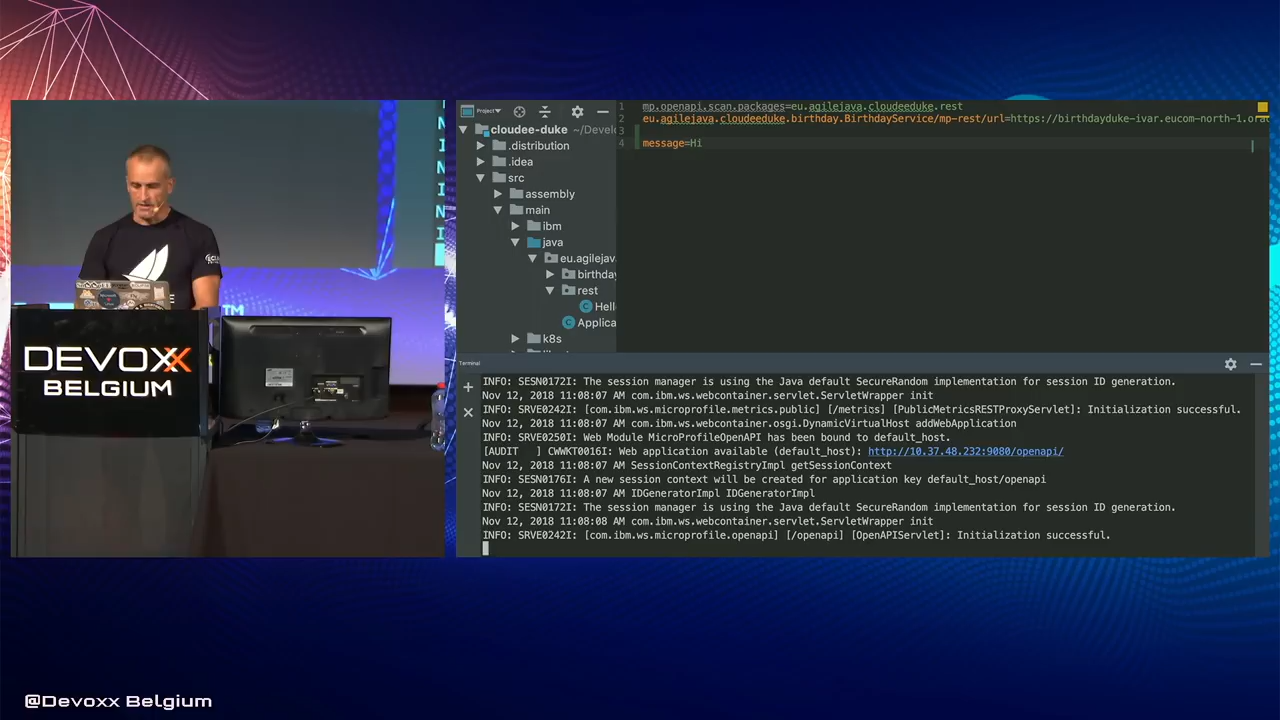 DEVOXX
BELGIUM
TM
Project
cloudee-duke ~/Develo
.distribution
.idea
src
assembly
main
ibm
java
eu.agilejav
birthday
rest
Hell
Applica
k8s
1 mp.openapi.scan.packages=eu.agilejava.cloudeeduke.rest
2 eu.agilejava.cloudeeduke.birthday.BirthdayService/mp-rest/url=https://birthdayduke-ivar.eucom-north-1.orac
3
4 message=Hi
Terminal
INFO: SESN0172I: The session manager is using the Java default SecureRandom implementation for session ID generation.
Nov 12, 2018 11:08:07 AM com.ibm.ws.webcontainer.servlet.ServletWrapper init
INFO: SRVE0242I: [com.ibm.ws.microprofile.metrics.public] [/metrics] [PublicMetricsRESTProxyServlet]: Initialization successful.
Nov 12, 2018 11:08:07 AM com.ibm.ws.webcontainer.osgi.DynamicVirtualHost addWebApplication
INFO: SRVE0250I: Web Module MicroProfileOpenAPI has been bound to default_host.
[AUDIT   ] CWWKT0016I: Web application available (default_host): http://10.37.48.232:9080/openapi/
Nov 12, 2018 11:08:07 AM SessionContextRegistryImpl getSessionContext
INFO: SESN0176I: A new session context will be created for application key default_host/openapi
Nov 12, 2018 11:08:07 AM IDGeneratorImpl IDGeneratorImpl
INFO: SESN0172I: The session manager is using the Java default SecureRandom implementation for session ID generation.
Nov 12, 2018 11:08:08 AM com.ibm.ws.webcontainer.servlet.ServletWrapper init
INFO: SRVE0242I: [com.ibm.ws.microprofile.openapi] [/openapi] [OpenAPIServlet]: Initialization successful.
@Devoxx Belgium